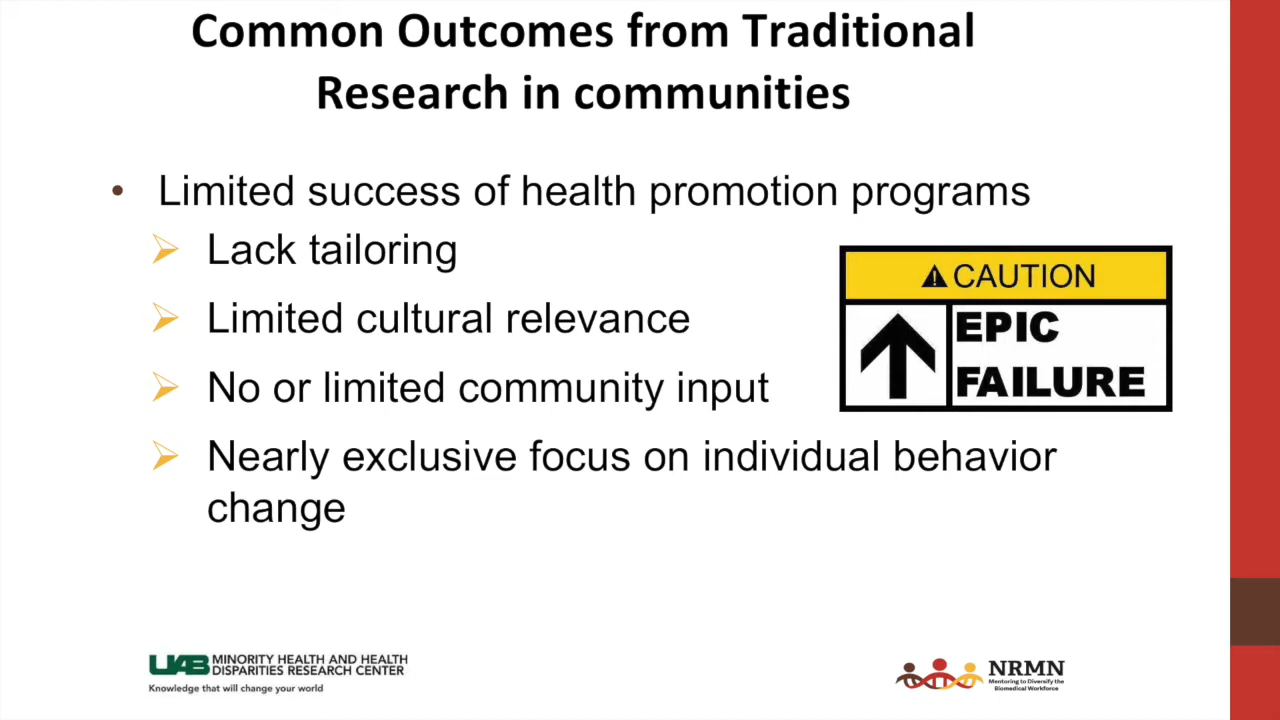 Common Outcomes from Traditional
Research in communities
• Limited success of health promotion programs
➢ Lack tailoring
➢ Limited cultural relevance
➢ No or limited community input
➢ Nearly exclusive focus on individual behavior
change
CAUTION
EPIC
FAILURE
UAB MINORITY HEALTH AND HEALTH
DISPARITIES RESEARCH CENTER
Knowledge that will change your world
NRMN
Mentoring to Diversify the
Biomedical Workforce